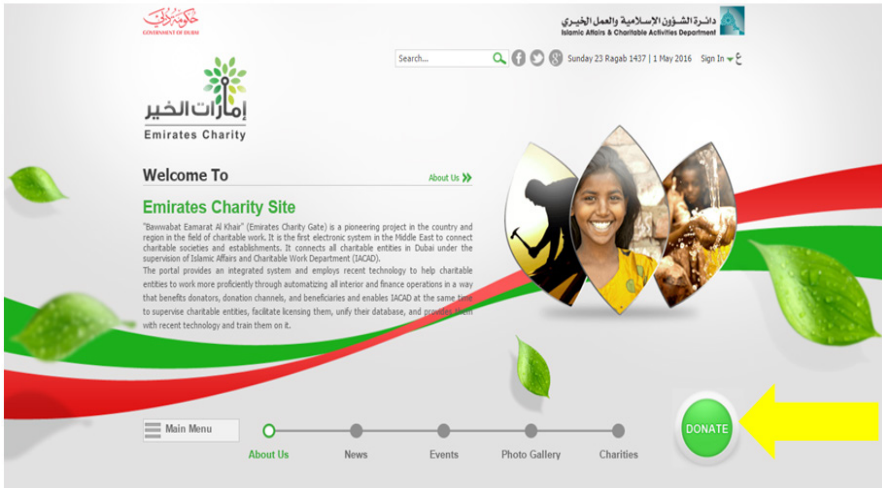 حكومة دبي
GOVERNMENT OF DUBAI
دائرة الشؤون الإسلامية والعمل الخيري
Islamic Affairs & Charitable Activities Department
Search...
Sunday 23 Ragab 1437 | 1 May 2016 Sign In ع
إمارات الخير
Emirates Charity
Welcome To
About Us
Emirates Charity Site
"Bawwabat Eamarat Al Khair" (Emirates Charity Gate) is a pioneering project in the country and
region in the field of charitable work. It is the first electronic system in the Middle East to connect
charitable societies and establishments. It connects all charitable entities in Dubai under the
supervision of Islamic Affairs and Charitable Work Department (IACAD).
The portal provides an integrated system and employs recent technology to help charitable
entities to work more proficiently through automatizing all interior and finance operations in a way
that benefits donators, donation channels, and beneficiaries and enables IACAD at the same time
to supervise charitable entities, facilitate licensing them, unify their database, and provides them
with recent technology and train them on it.
Main Menu
DONATE
About Us
News
Events
Photo Gallery
Charities